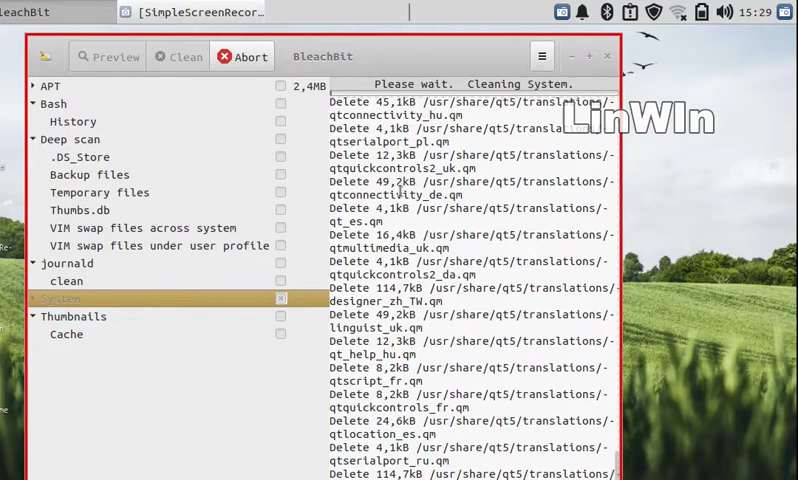 leachBit
[SimpleScreenRecor...
15:29
Preview
Clean
Abort
BleachBit
APT
2,4MB
Bash
History
Deep scan
.DS_Store
Backup files
Temporary files
Thumbs.db
VIM swap files across system
VIM swap files under user profile
journald
clean
System
Thumbnails
Cache
Please wait.  Cleaning System.
Delete 45,1kB /usr/share/qt5/translations/-
qtconnectivity_hu.qm
Delete 4,1kB /usr/share/qt5/translations/-
qtserialport_pl.qm
Delete 12,3kB /usr/share/qt5/translations/-
qtquickcontrols2_uk.qm
Delete 49,2kB /usr/share/qt5/translations/-
qtconnectivity_de.qm
Delete 4,1kB /usr/share/qt5/translations/-
qt_es.qm
Delete 16,4kB /usr/share/qt5/translations/-
qtmultimedia_uk.qm
Delete 4,1kB /usr/share/qt5/translations/-
qtquickcontrols2_da.qm
Delete 114,7kB /usr/share/qt5/translations/-
designer_zh_TW.qm
Delete 49,2kB /usr/share/qt5/translations/-
linguist_uk.qm
Delete 12,3kB /usr/share/qt5/translations/-
qt_help_hu.qm
Delete 8,2kB /usr/share/qt5/translations/-
qtscript_fr.qm
Delete 8,2kB /usr/share/qt5/translations/-
qtquickcontrols_fr.qm
Delete 24,6kB /usr/share/qt5/translations/-
qtlocation_es.qm
Delete 4,1kB /usr/share/qt5/translations/-
qtserialport_ru.qm
Delete 114,7kB /usr/share/qt5/translations/
LinWIn